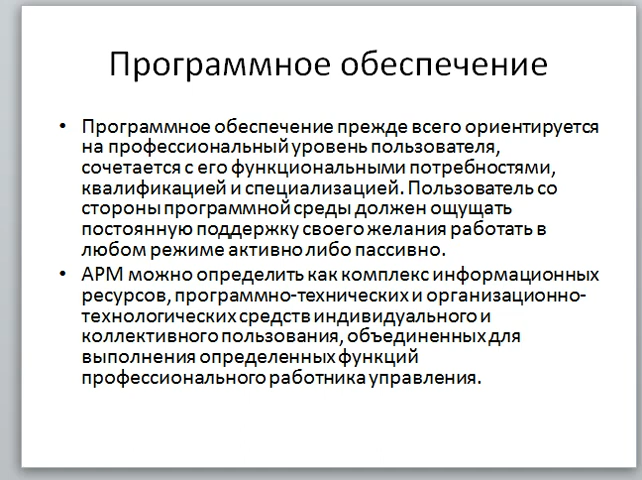 Программное обеспечение
• Программное обеспечение прежде всего ориентируется
на профессиональный уровень пользователя,
сочетается с его функциональными потребностями,
квалификацией и специализацией. Пользователь со
стороны программной среды должен ощущать
постоянную поддержку своего желания работать в
любом режиме активно либо пассивно.
• АРМ можно определить как комплекс информационных
ресурсов, программно-технических и организационно-
технологических средств индивидуального и
коллективного пользования, объединенных для
выполнения определенных функций
профессионального работника управления.